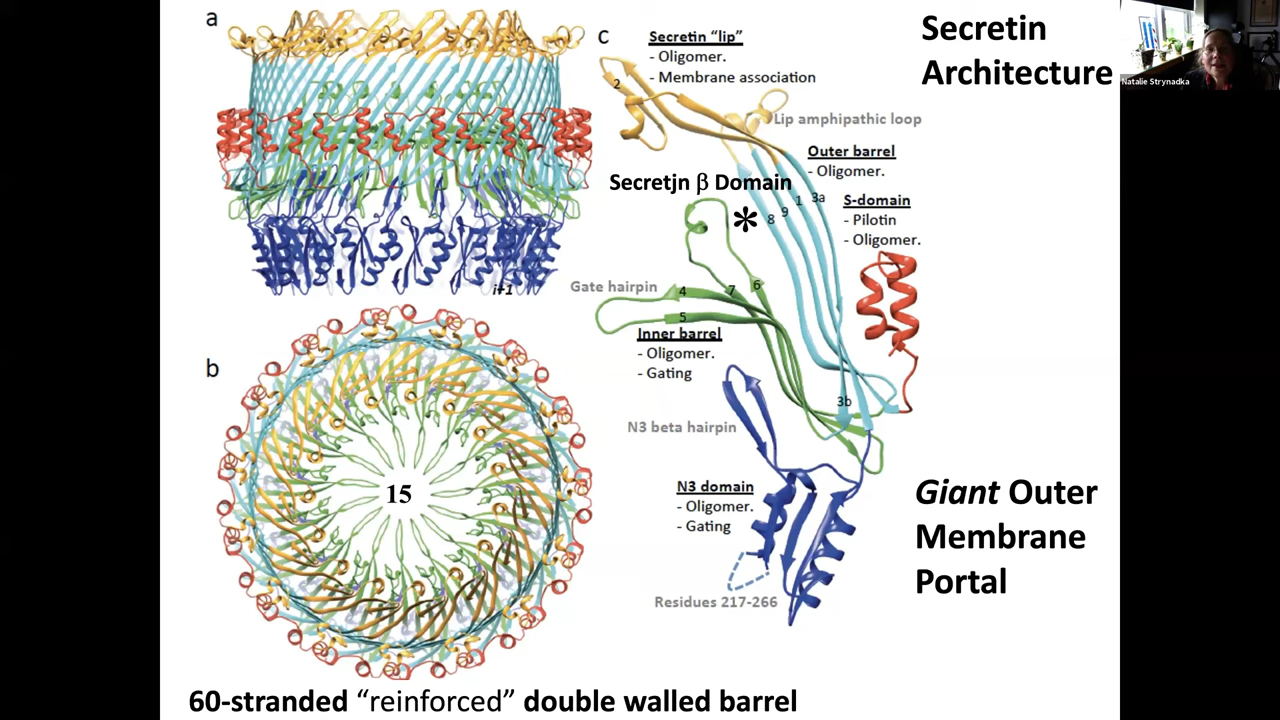 a
i+1
b
15
c
Secretin "lip"
- Oligomer.
- Membrane association
2
Lip amphipathic loop
Outer barrel
- Oligomer.
Secretjn β Domain
*
8
9
1
3a
S-domain
- Pilotin
- Oligomer.
Gate hairpin
4
7
6
5
Inner barrel
- Oligomer.
- Gating
3b
N3 beta hairpin
N3 domain
- Oligomer.
- Gating
Residues 217-266
Secretin
Architecture
Giant Outer
Membrane
Portal
60-stranded “reinforced” double walled barrel
Natalie Strynadka